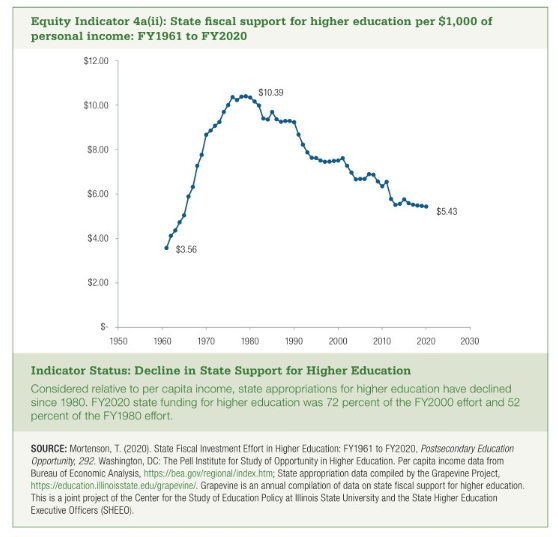 Equity Indicator 4a(ii): State fiscal support for higher education per $1,000 of
personal income: FY1961 to FY2020
$12.00
$10.00
$8.00
$6.00
$4.00
$2.00
$-
$10.39
$5.43
$3.56
1950 1960 1970 1980 1990 2000 2010 2020 2030
Indicator Status: Decline in State Support for Higher Education
Considered relative to per capita income, state appropriations for higher education have declined
since 1980. FY2020 state funding for higher education was 72 percent of the FY2000 effort and 52
percent of the FY1980 effort.
SOURCE: Mortenson, T. (2020). State Fiscal Investment Effort in Higher Education: FY1961 to FY2020, Postsecondary Education
Opportunity, 292. Washington, DC: The Pell Institute for Study of Opportunity in Higher Education. Per capita income data from
Bureau of Economic Analysis, https://bea.gov/regional/index.htm; State appropriation data compiled by the Grapevine Project,
https://education.illinoisstate.edu/grapevine/. Grapevine is an annual compilation of data on state fiscal support for higher education.
This is a joint project of the Center for the Study of Education Policy at Illinois State University and the State Higher Education
Executive Officers (SHEEO).